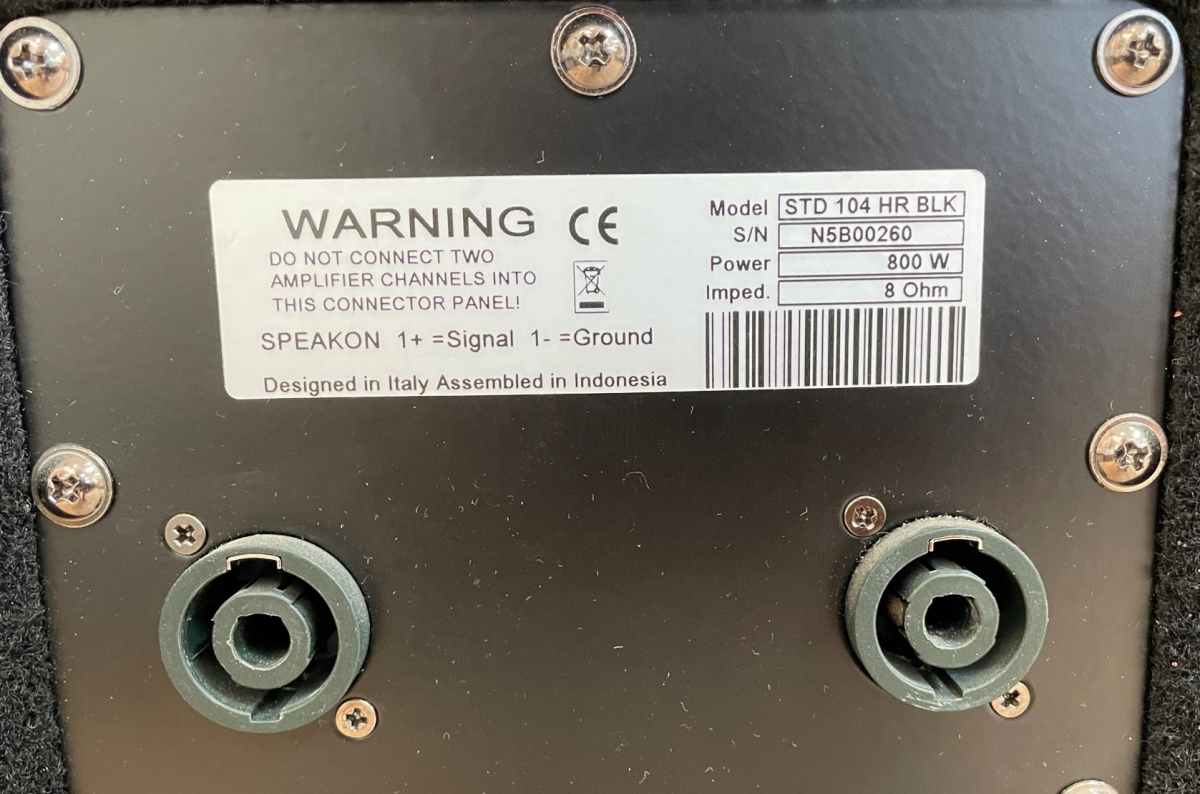 WARNING CE
DO NOT CONNECT TWO
AMPLIFIER CHANNELS INTO
THIS CONNECTOR PANEL!
SPEAKON 1+ =Signal 1- =Ground
Designed in Italy Assembled in Indonesia
Model STD 104 HR BLK
S/N N5B00260
Power 800 W
Imped. 8 Ohm